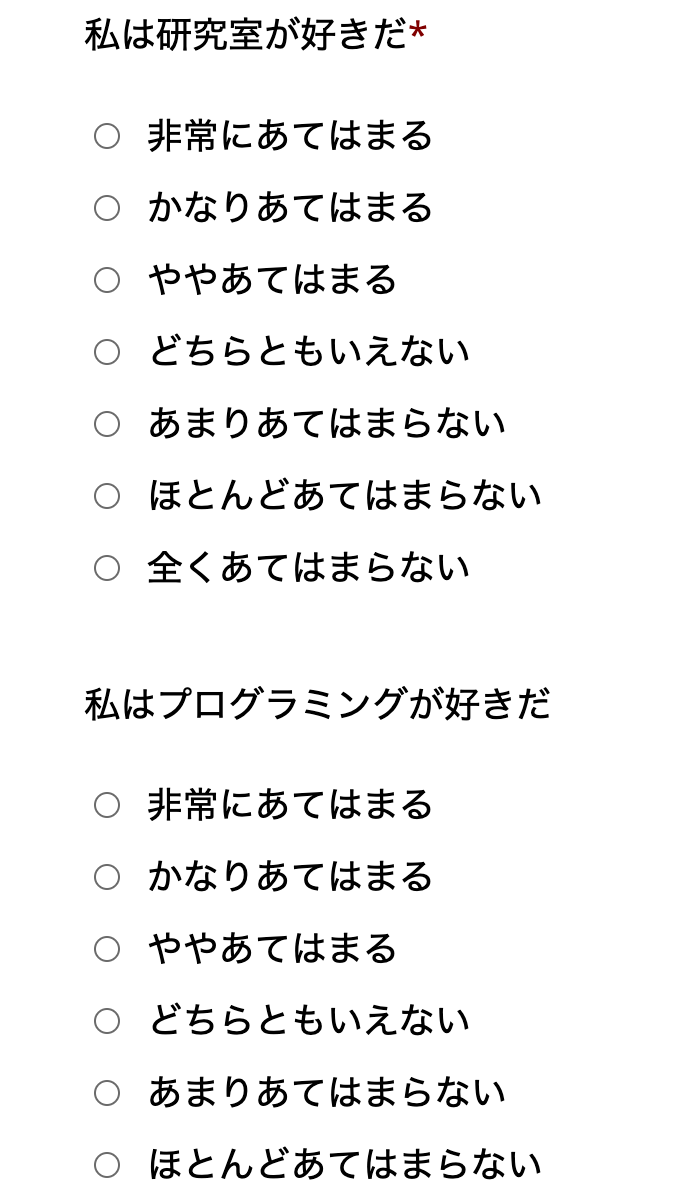 私は研究室が好きだ*
非常にあてはまる
かなりあてはまる
ややあてはまる
どちらともいえない
あまりあてはまらない
ほとんどあてはまらない
全くあてはまらない
私はプログラミングが好きだ
非常にあてはまる
かなりあてはまる
ややあてはまる
どちらともいえない
あまりあてはまらない
ほとんどあてはまらない